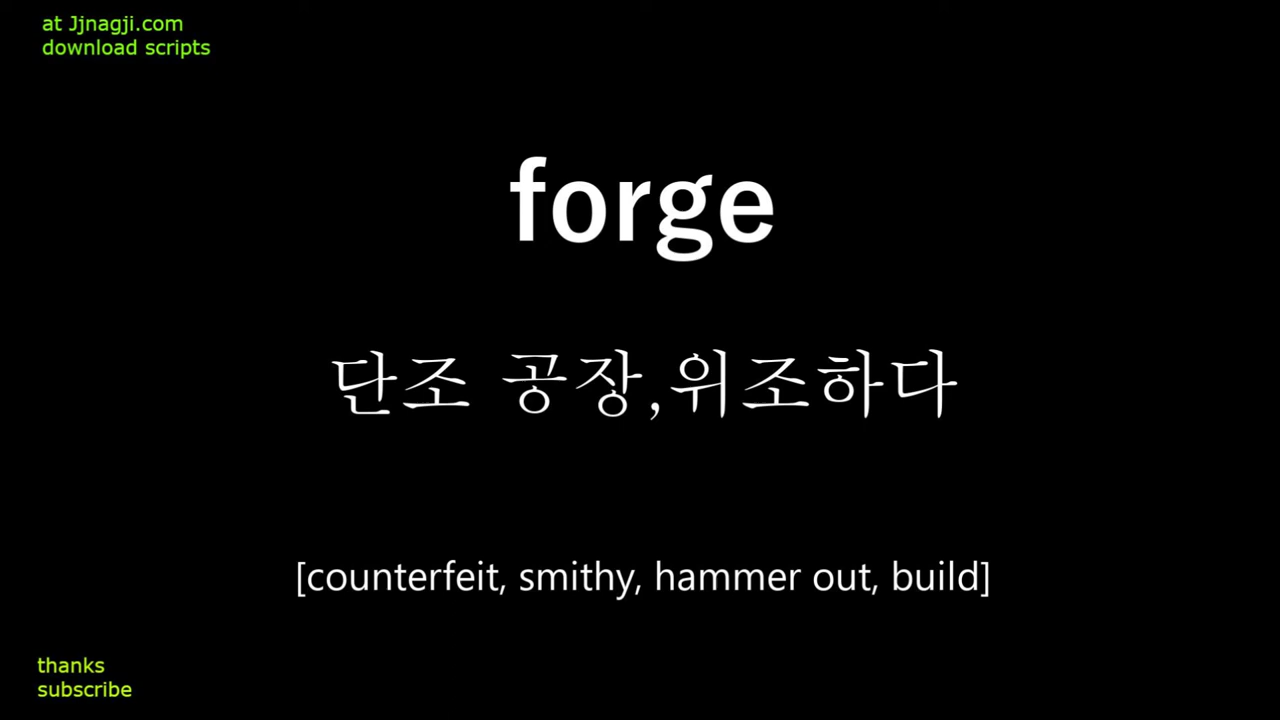 at Jjnagji.com
download scripts
forge
단조 공장,위조하다
[counterfeit, smithy, hammer out, build]
thanks
subscribe